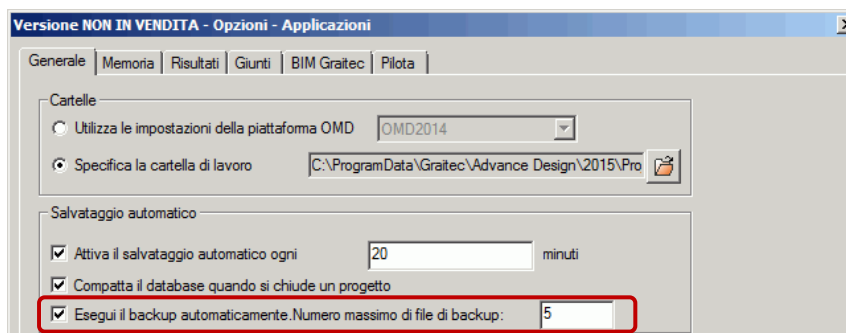 Versione NON IN VENDITA - Opzioni - Applicazioni
Generale Memoria Risultati Giunti BIM Graitec Pilota
Cartelle
Utilizza le impostazioni della piattaforma OMD OMD2014
Specifica la cartella di lavoro C:\ProgramData\Graitec\Advance Design\2015\Pro
Salvataggio automatico
Attiva il salvataggio automatico ogni 20 minuti
Compatta il database quando si chiude un progetto
Esegui il backup automaticamente.Numero massimo di file di backup: 5